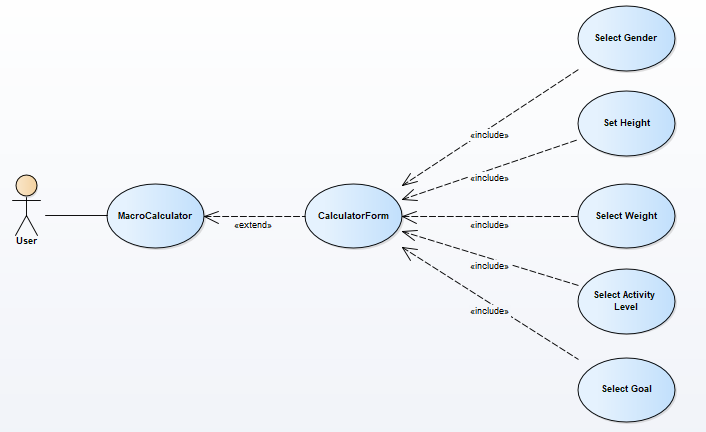 Select Gender
«include»
Set Height
«include»
User
MacroCalculator
«extend»
CalculatorForm
«include»
Select Weight
«include»
Select Activity
Level
«include»
Select Goal